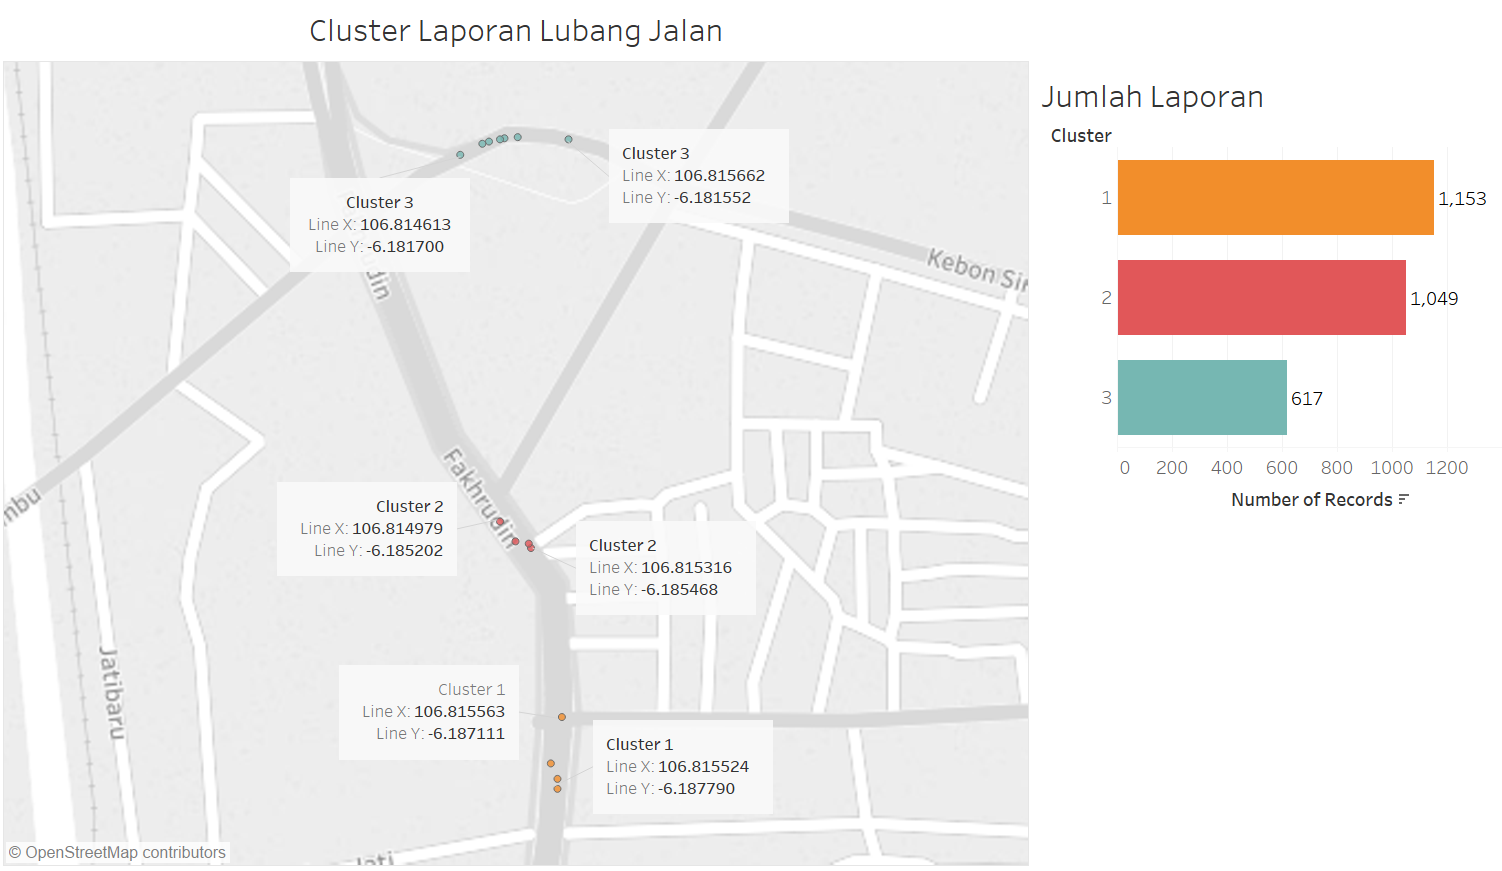 Cluster Laporan Lubang Jalan
Cluster 3
Line X: 106.815662
Line Y: -6.181552
Cluster 3
Line X: 106.814613
Line Y: -6.181700
Kebon Sir
Fakhrudin
Cluster 2
Line X: 106.814979
Line Y: -6.185202
Cluster 2
Line X: 106.815316
Line Y: -6.185468
Jatibaru
Cluster 1
Line X: 106.815563
Line Y: -6.187111
Cluster 1
Line X: 106.815524
Line Y: -6.187790
© OpenStreetMap contributors
Jumlah Laporan
Cluster
1
1,153
2
1,049
3
617
0 200 400 600 800 1000 1200
Number of Records